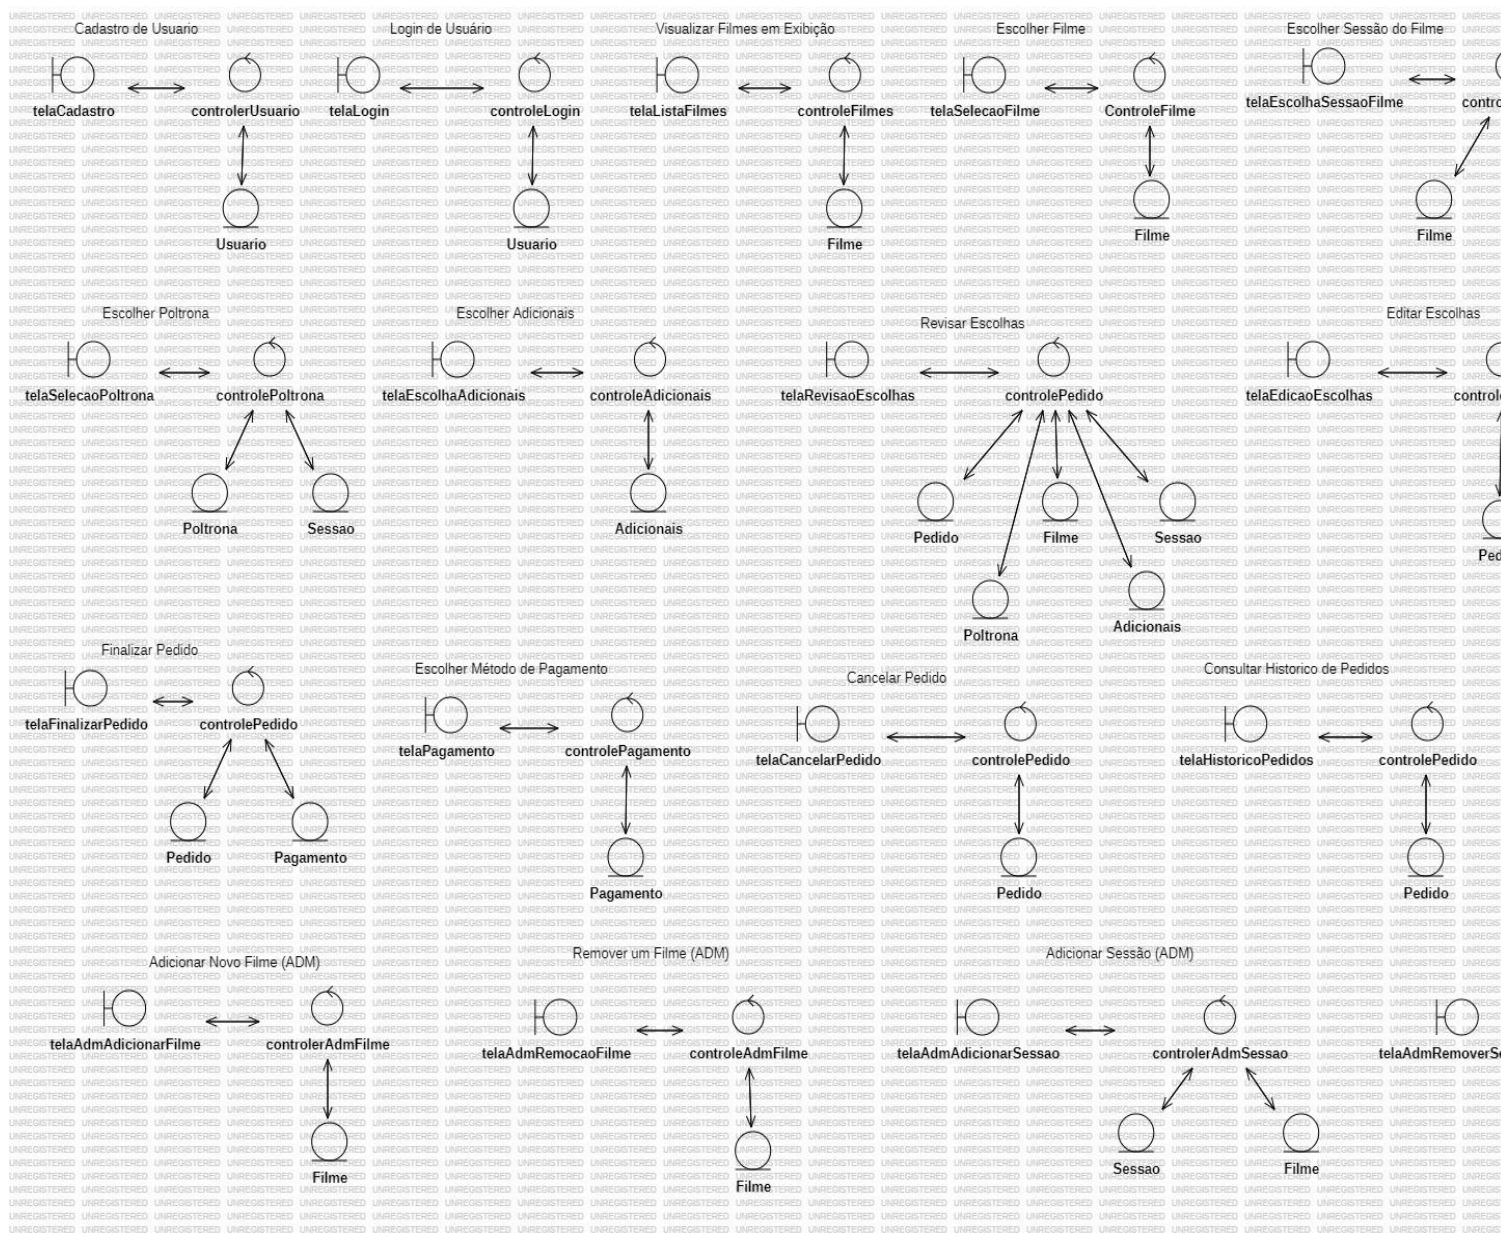 Cadastro de Usuario
Login de Usuário
Visualizar Filmes em Exibição
Escolher Filme
Escolher Sessão do Filme
telaCadastro
controlerUsuario
telaLogin
controleLogin
telaListaFilmes
controleFilmes
telaSelecaoFilme
ControleFilme
telaEscolhaSessaoFilme
Usuario
Usuario
Filme
Filme
Filme
Escolher Poltrona
Escolher Adicionais
Revisar Escolhas
Editar Escolhas
telaSelecaoPoltrona
controlePoltrona
telaEscolhaAdicionais
controleAdicionais
telaRevisaoEscolhas
controlePedido
telaEdicaoEscolhas
Poltrona
Sessao
Adicionais
Pedido
Filme
Sessao
Poltrona
Adicionais
Finalizar Pedido
Escolher Método de Pagamento
Cancelar Pedido
Consultar Historico de Pedidos
telaFinalizarPedido
controlePedido
telaPagamento
controlePagamento
telaCancelarPedido
controlePedido
telaHistoricoPedidos
controlePedido
Pedido
Pagamento
Pagamento
Pedido
Pedido
Adicionar Novo Filme (ADM)
Remover um Filme (ADM)
Adicionar Sessão (ADM)
telaAdmAdicionarFilme
controlerAdmFilme
telaAdmRemocaoFilme
controleAdmFilme
telaAdmAdicionarSessao
controlerAdmSessao
Filme
Filme
Sessao
Filme
UNREGISTERED